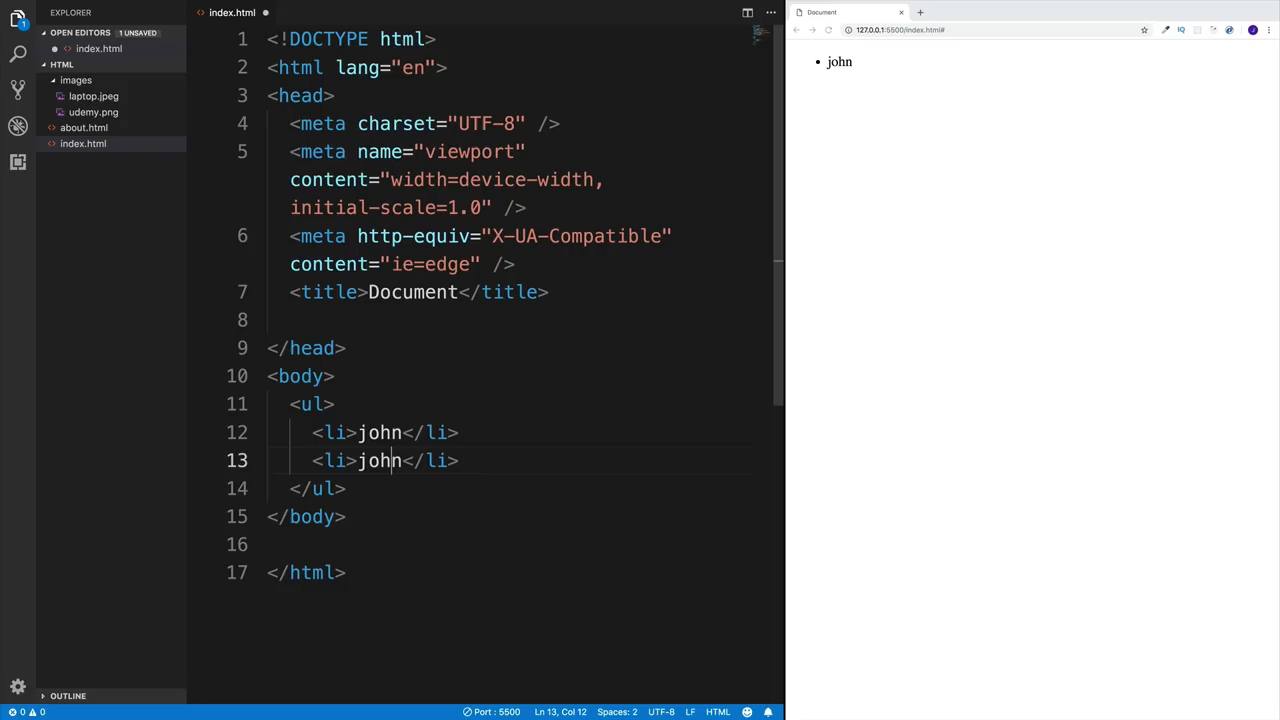 EXPLORER
OPEN EDITORS 1 UNSAVED
index.html
HTML
images
laptop.jpeg
udemy.png
about.html
index.html
OUTLINE
1
index.html
1 <!DOCTYPE html>
2 <html lang="en">
3 <head>
4 <meta charset="UTF-8" />
5 <meta name="viewport"
content="width=device-width,
initial-scale=1.0" />
6 <meta http-equiv="X-UA-Compatible"
content="ie=edge" />
7 <title>Document</title>
8
9 </head>
10 <body>
11 <ul>
12 <li>john</li>
13 <li>john</li>
14 </ul>
15 </body>
16
17 </html>
0 0
Port : 5500 Ln 13, Col 12 Spaces: 2 UTF-8 LF HTML
Document
127.0.0.1:5500/index.html#
IQ
J
• john